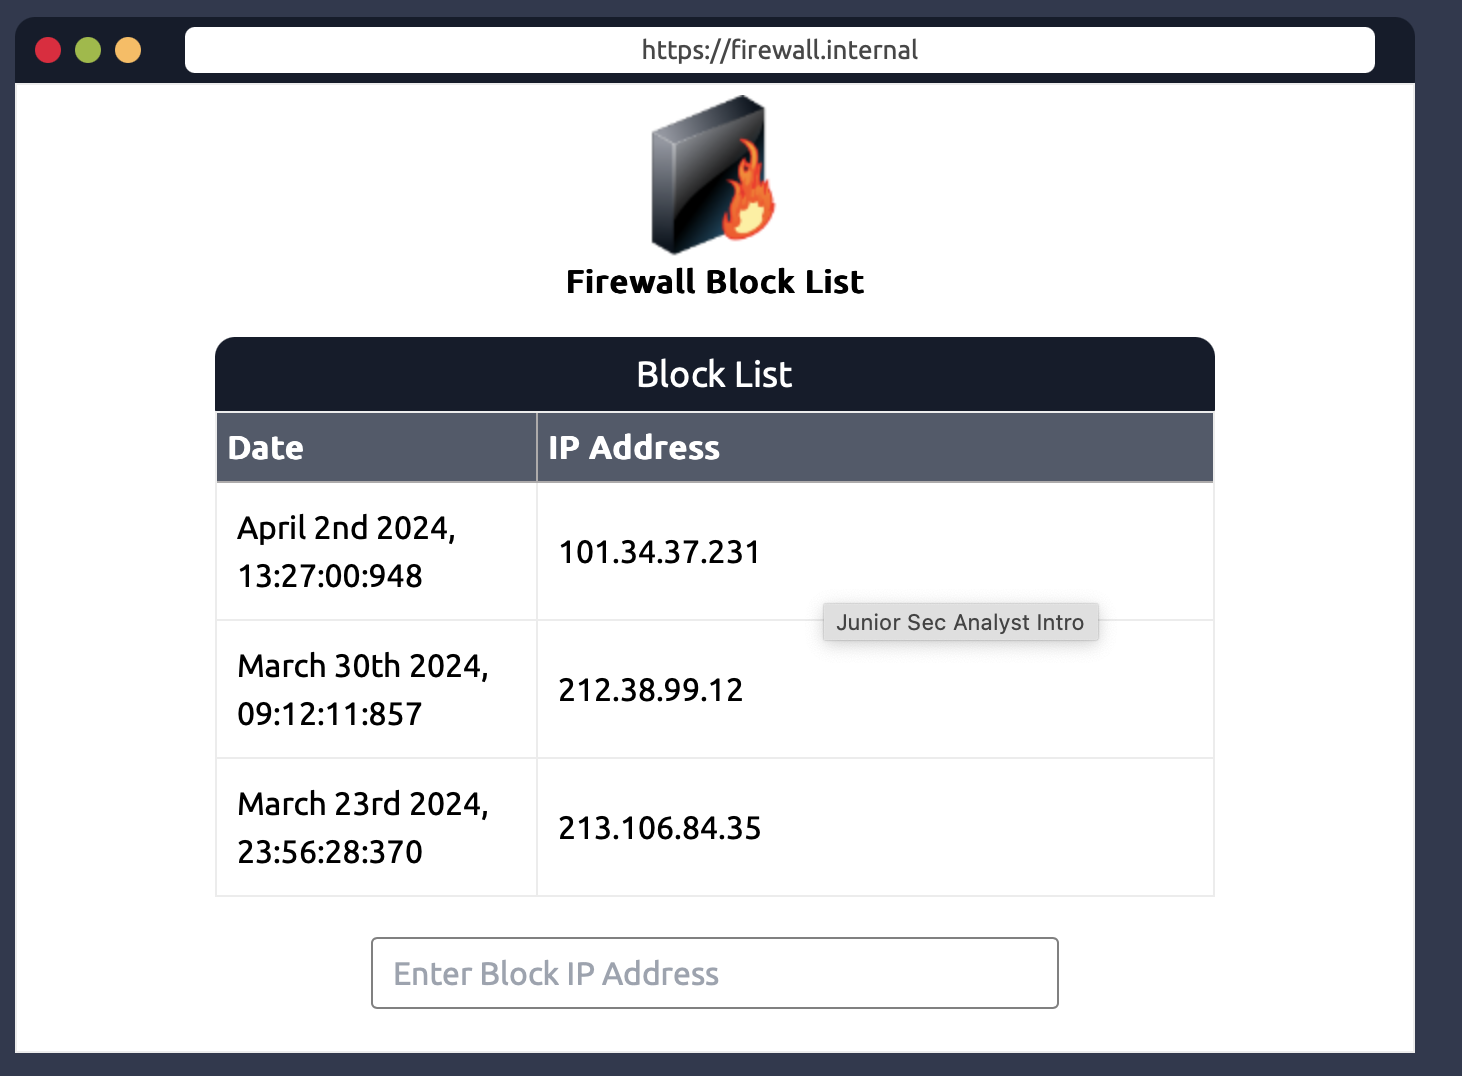 https://firewall.internal
Firewall Block List
Block List
Date
IP Address
April 2nd 2024,
13:27:00:948
101.34.37.231
Junior Sec Analyst Intro
March 30th 2024,
09:12:11:857
212.38.99.12
March 23rd 2024,
23:56:28:370
213.106.84.35
Enter Block IP Address